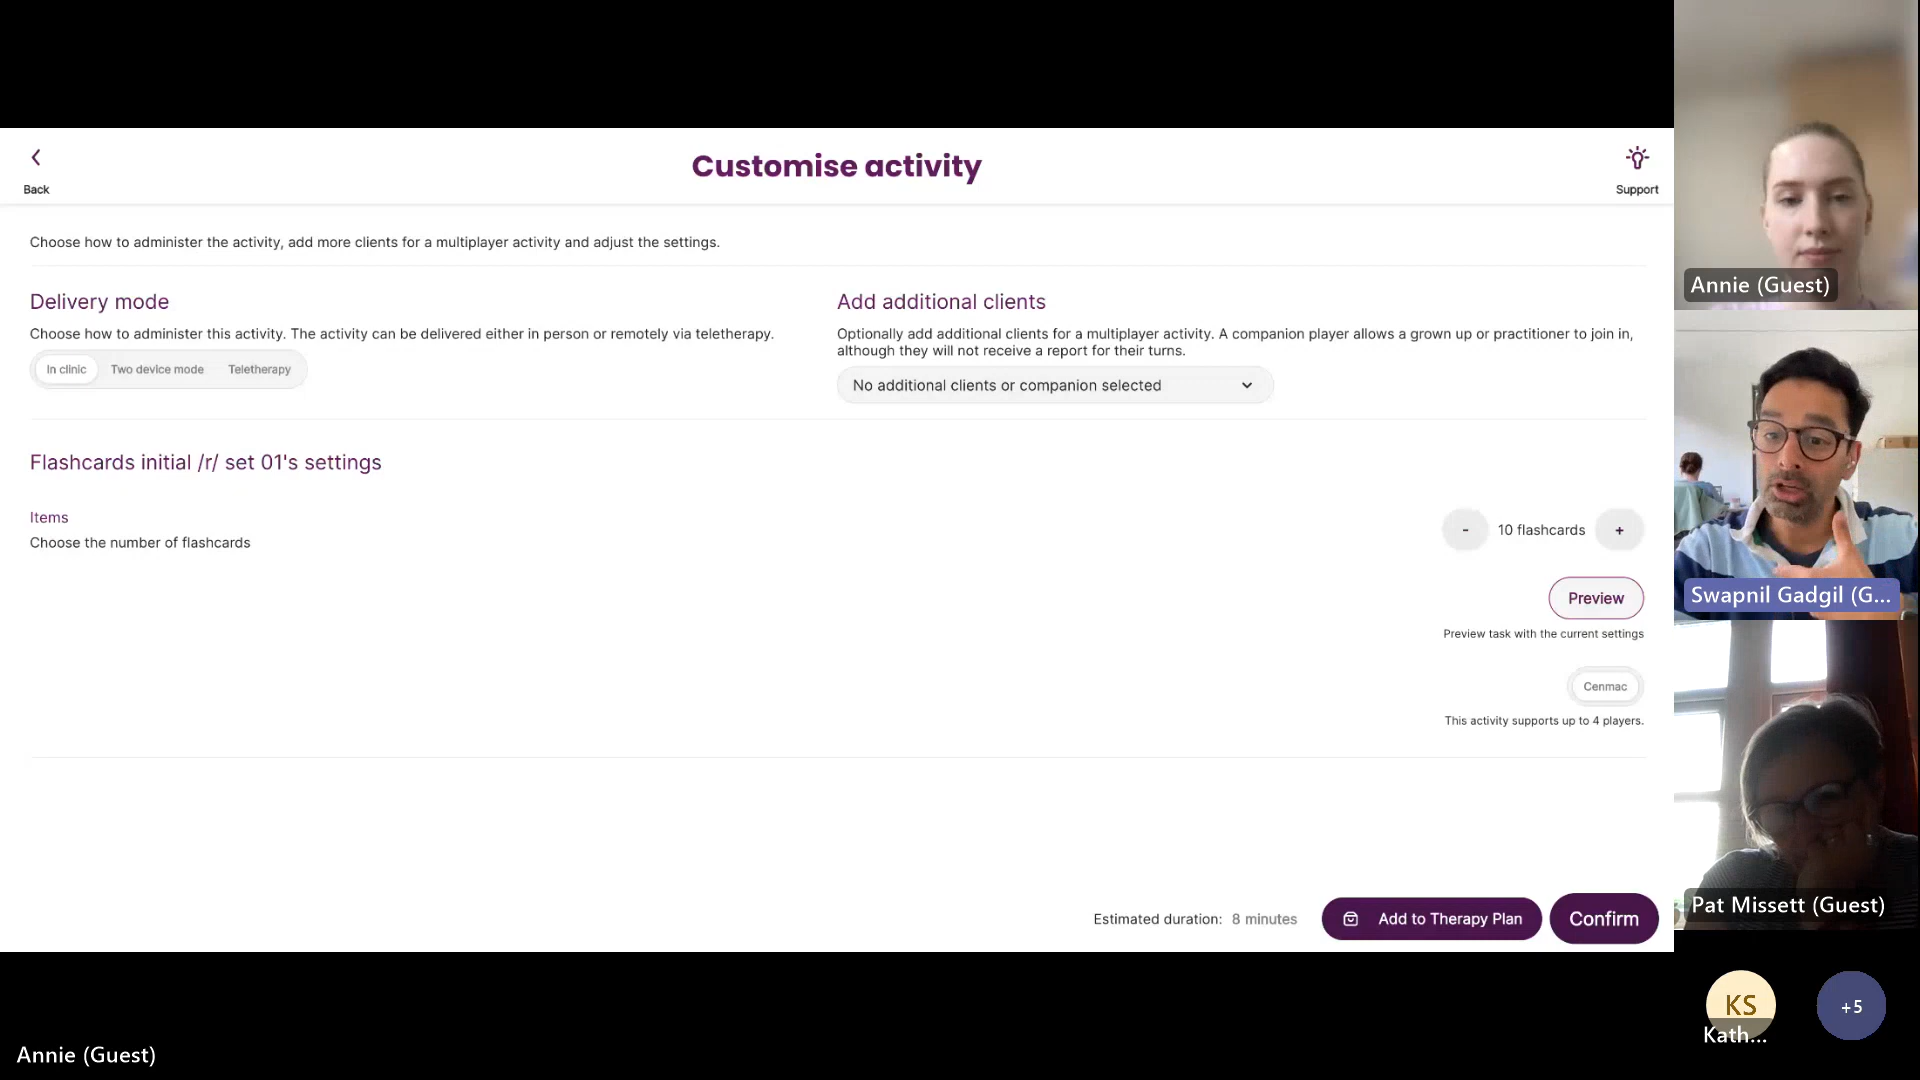 Customise activity
Back
Support
Choose how to administer the activity, add more clients for a multiplayer activity and adjust the settings.
Delivery mode
Choose how to administer this activity. The activity can be delivered either in person or remotely via teletherapy.
In clinic
Two device mode
Teletherapy
Add additional clients
Optionally add additional clients for a multiplayer activity. A companion player allows a grown up or practitioner to join in,
although they will not receive a report for their turns.
No additional clients or companion selected
Flashcards initial /r/ set 01's settings
Items
Choose the number of flashcards
-
10 flashcards
+
Preview
Preview task with the current settings
Cenmac
This activity supports up to 4 players.
Estimated duration: 8 minutes
Add to Therapy Plan
Confirm
Annie (Guest)
Swapnil Gadgil (G...
Pat Missett (Guest)
KS
Kath...
+5
Annie (Guest)